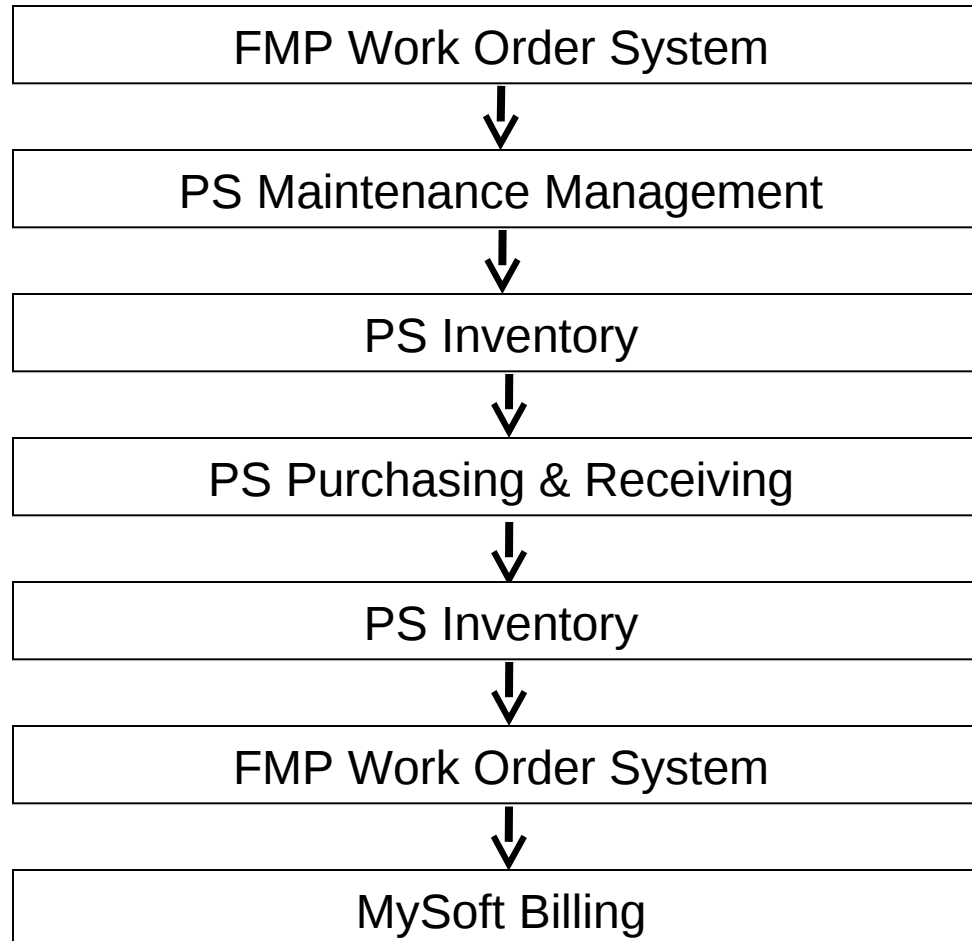 FMP Work Order System
PS Maintenance Management
PS Inventory
PS Purchasing & Receiving
PS Inventory
FMP Work Order System
MySoft Billing